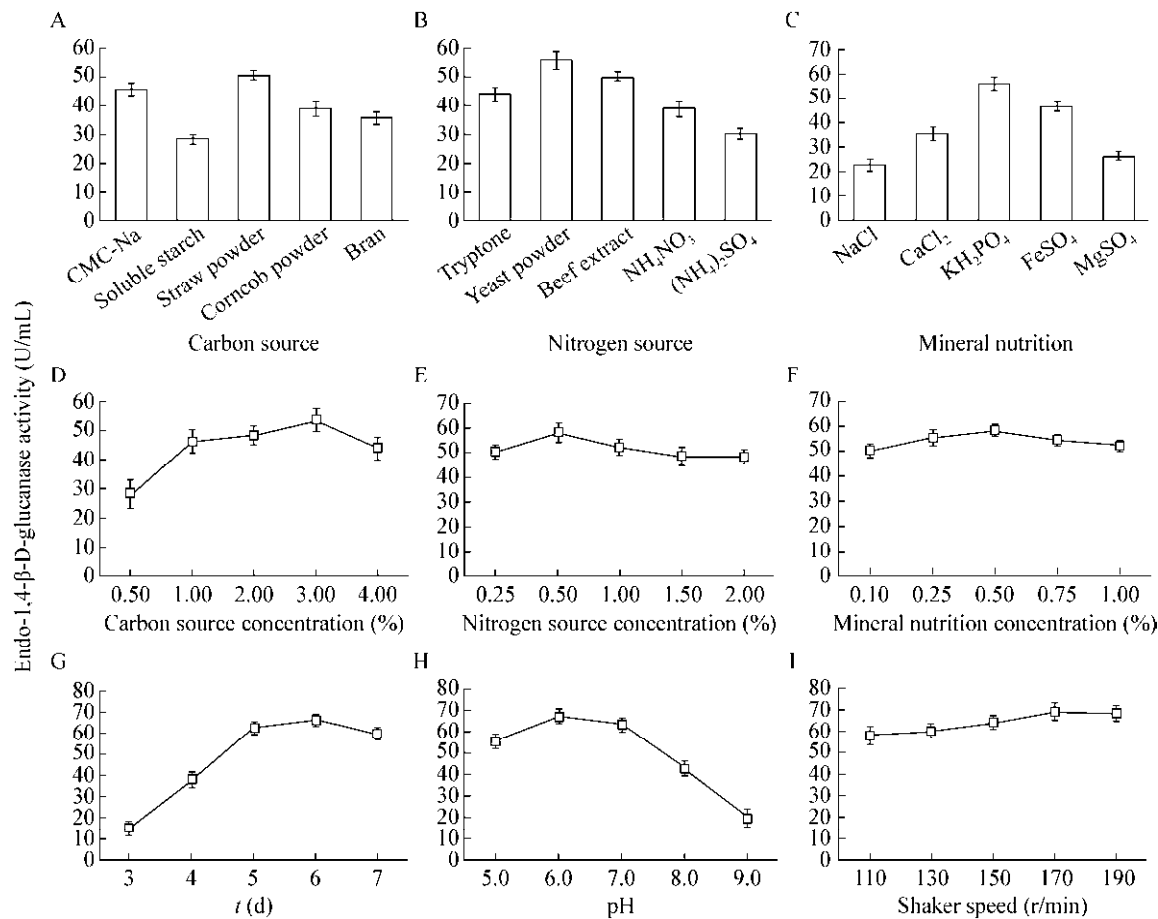 Endo-1.4-β-D-glucanase activity (U/mL)
A
60
50
40
30
20
10
0
CMC-Na
Soluble starch
Straw powder
Corncob powder
Bran
Carbon source
B
60
50
40
30
20
10
0
Tryptone
Yeast powder
Beef extract
NH₄NO₃
(NH₄)₂SO₄
Nitrogen source
C
70
60
50
40
30
20
10
0
NaCl
CaCl₂
KH₂PO₄
FeSO₄
MgSO₄
Mineral nutrition
D
60
50
40
30
20
10
0
0.50 1.00 2.00 3.00 4.00
Carbon source concentration (%)
E
70
60
50
40
30
20
10
0
0.25 0.50 1.00 1.50 2.00
Nitrogen source concentration (%)
F
70
60
50
40
30
20
10
0
0.10 0.25 0.50 0.75 1.00
Mineral nutrition concentration (%)
G
80
70
60
50
40
30
20
10
0
3 4 5 6 7
t (d)
H
80
70
60
50
40
30
20
10
0
5.0 6.0 7.0 8.0 9.0
pH
I
80
70
60
50
40
30
20
10
0
110 130 150 170 190
Shaker speed (r/min)